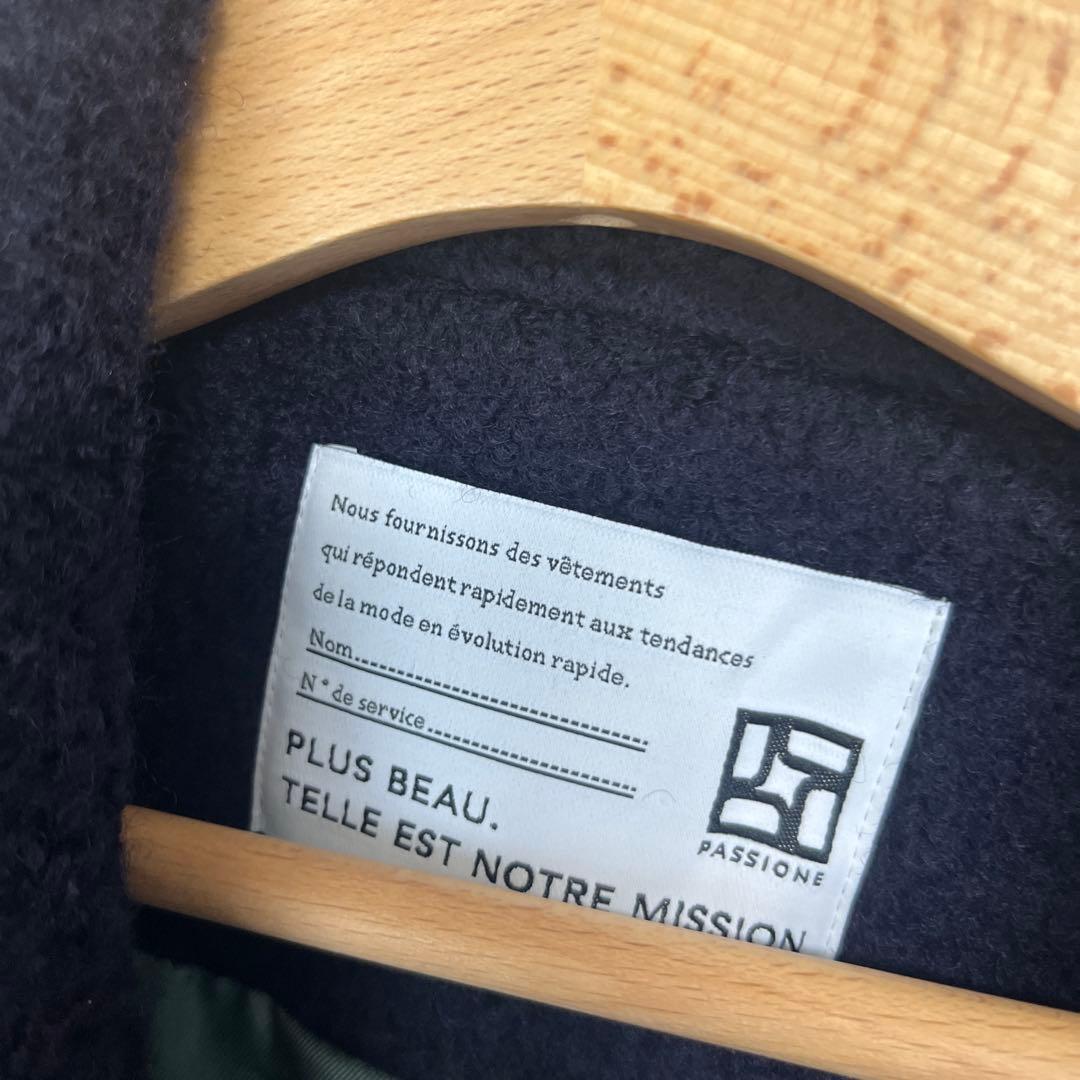 Nous fournissons des vêtements
qui répondent rapidement aux tendances
de la mode en évolution rapide.
Nom
N° de service
PLUS BEAU.
TELLE EST NOTRE MISSION
PASSIONE